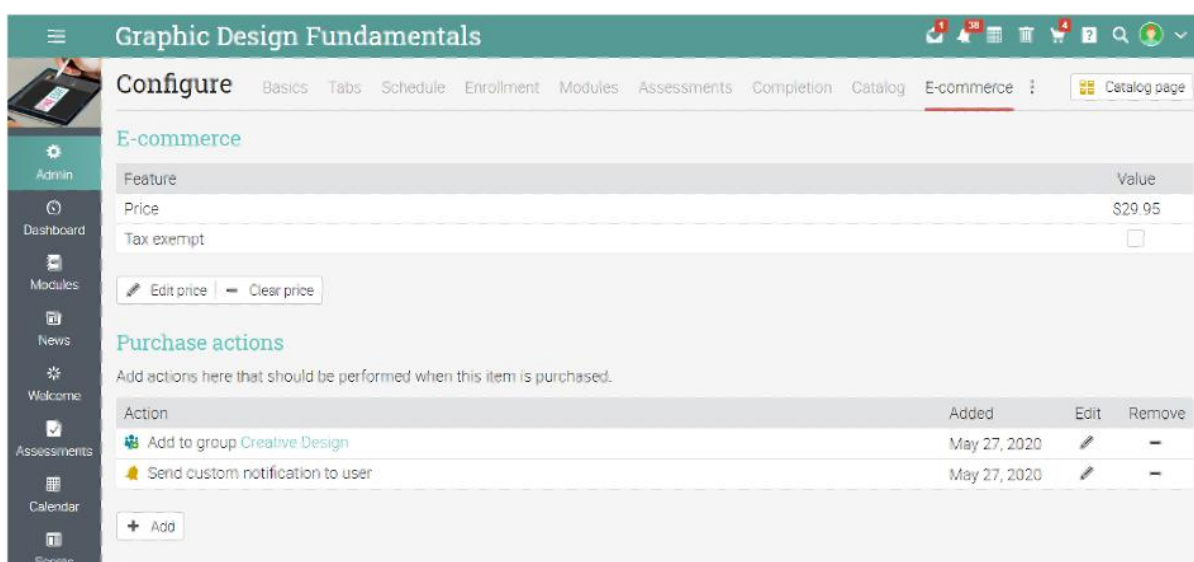 Graphic Design Fundamentals
1 38 4
Configure Basics Tabs Schedule Enrollment Modules Assessments Completion Catalog E-commerce Catalog page
E-commerce
Admin
Feature Value
Price $29.95
Dashboard
Tax exempt
Modules
Edit price Clear price
News
Purchase actions
Add actions here that should be performed when this item is purchased.
Welcome
Action Added Edit Remove
Add to group Creative Design May 27, 2020
Assessments
Send custom notification to user May 27, 2020
Calendar
Add